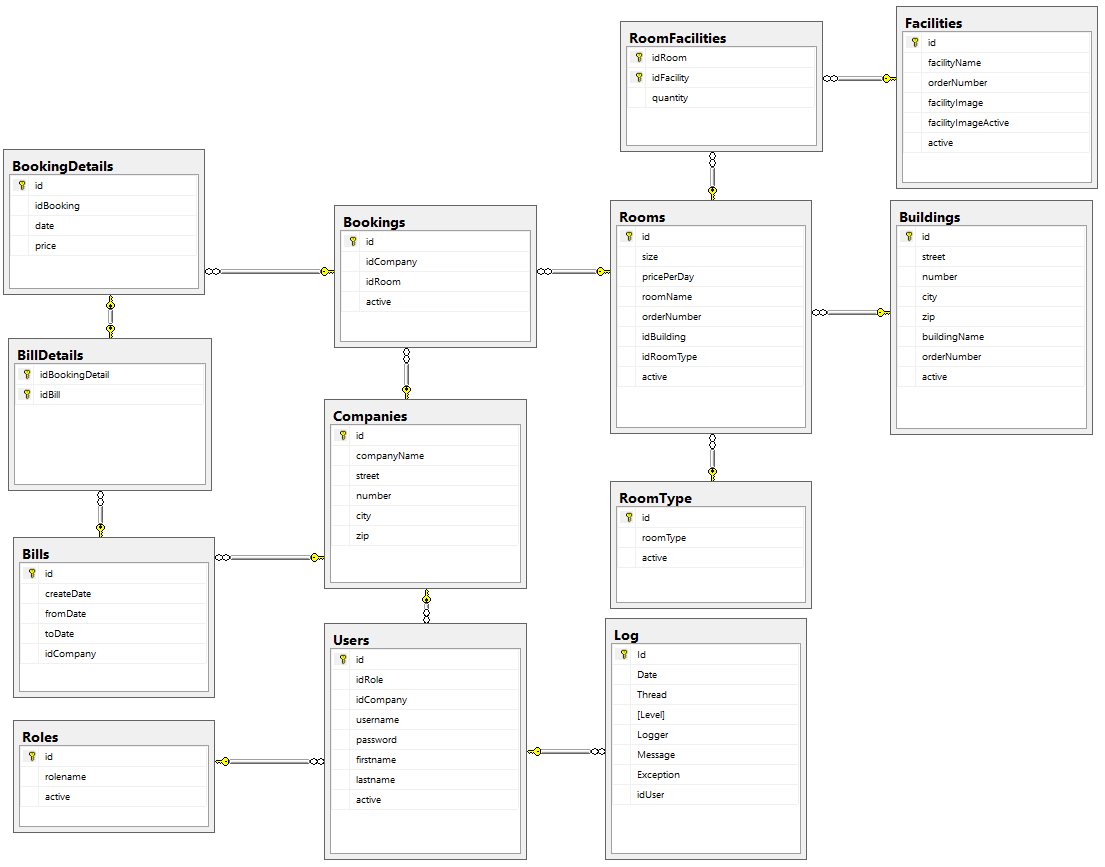 Facilities
id
facilityName
orderNumber
facilityImage
facilityImageActive
active
RoomFacilities
idRoom
idFacility
quantity
BookingDetails
id
idBooking
date
price
Bookings
id
idCompany
idRoom
active
Rooms
id
size
pricePerDay
roomName
orderNumber
idBuilding
idRoomType
active
Buildings
id
street
number
city
zip
buildingName
orderNumber
active
BillDetails
idBookingDetail
idBill
Companies
id
companyName
street
number
city
zip
RoomType
id
roomType
active
Bills
id
createDate
fromDate
toDate
idCompany
Users
id
idRole
idCompany
username
password
firstname
lastname
active
Log
Id
Date
Thread
[Level]
Logger
Message
Exception
idUser
Roles
id
rolename
active